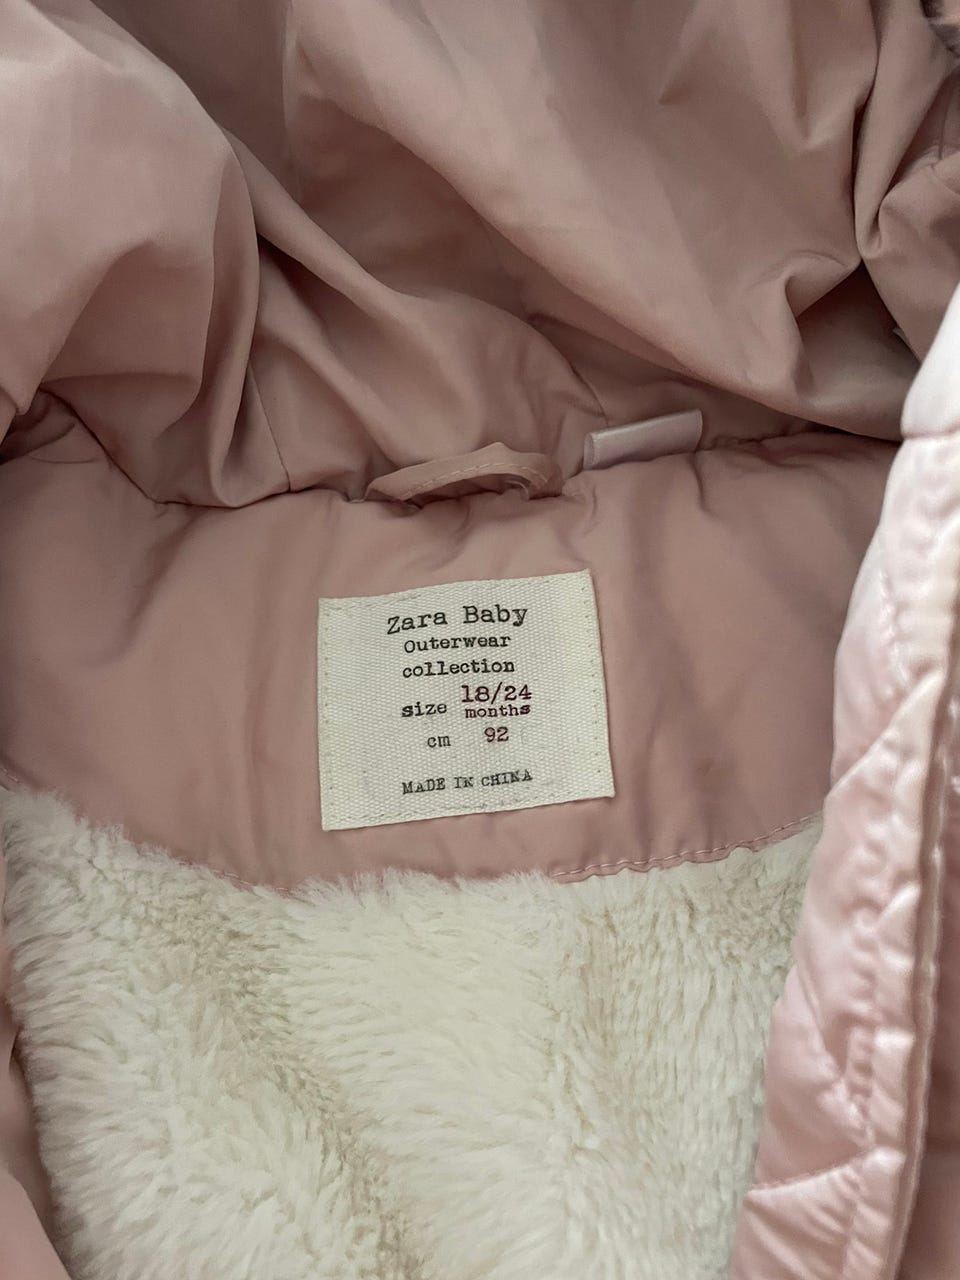 Zara Baby
Outerwear
collection
size 18/24
months
cm 92
MADE IN CHINA